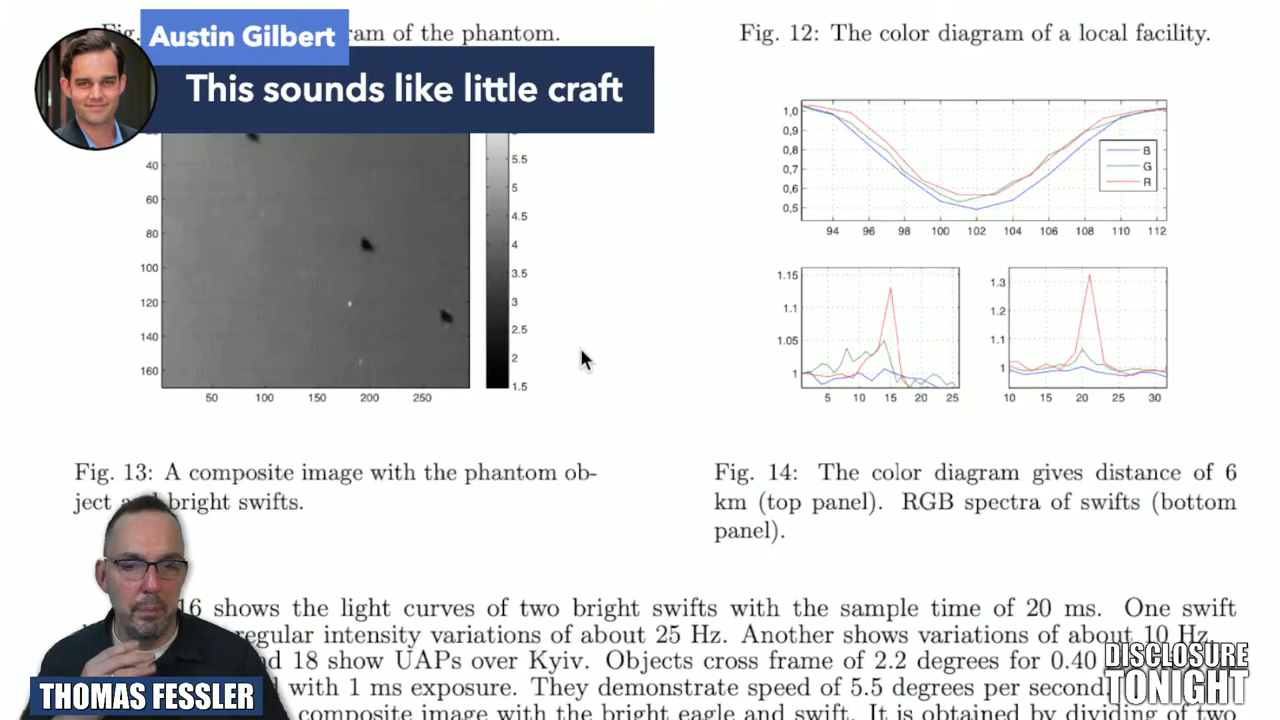 Fig.
ram of the phantom.
Fig. 12: The color diagram of a local facility.
Austin Gilbert
This sounds like little craft
40
60
80
100
120
140
160
50 100 150 200 250
5.5
5
4.5
4
3.5
3
2.5
2
1.5
1,0
0,9
0,8
0,7
0,6
0,5
94 96 98 100 102 104 106 108 110 112
B
G
R
1.15
1.1
1.05
1
5 10 15 20 25
1.3
1.2
1.1
1
10 15 20 25 30
Fig. 13: A composite image with the phantom ob-
ject and bright swifts.
Fig. 14: The color diagram gives distance of 6
km (top panel). RGB spectra of swifts (bottom
panel).
16 shows the light curves of two bright swifts with the sample time of 20 ms. One swift
regular intensity variations of about 25 Hz. Another shows variations of about 10 Hz.
nd 18 show UAPs over Kyiv. Objects cross frame of 2.2 degrees for 0.40
with 1 ms exposure. They demonstrate speed of 5.5 degrees per second.
composite image with the bright eagle and swift. It is obtained by dividing of two
THOMAS FESSLER
DISCLOSURE
TONIGHT